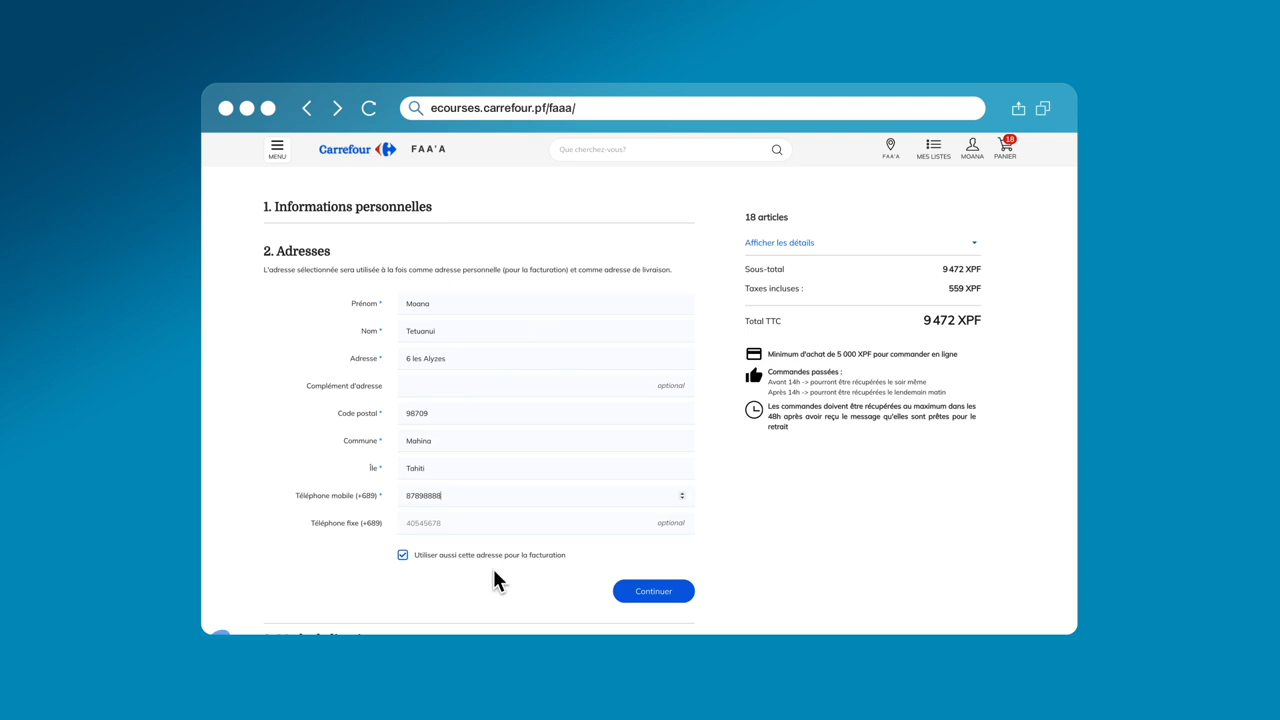 ecourses.carrefour.pf/faaa/
MENU
Carrefour FAA'A
Que cherchez-vous?
FAA'A
MES LISTES
MOANA
18
PANIER
1. Informations personnelles
2. Adresses
L'adresse sélectionnée sera utilisée à la fois comme adresse personnelle (pour la facturation) et comme adresse de livraison.
Prénom * Moana
Nom * Tetuanui
Adresse * 6 les Alyzes
Complément d'adresse optional
Code postal * 98709
Commune * Mahina
Île * Tahiti
Téléphone mobile (+689) * 87898888
Téléphone fixe (+689) 40545678 optional
Utiliser aussi cette adresse pour la facturation
Continuer
18 articles
Afficher les détails
Sous-total 9 472 XPF
Taxes incluses : 559 XPF
Total TTC 9 472 XPF
Minimum d'achat de 5 000 XPF pour commander en ligne
Commandes passées :
Avant 14h -> pourront être récupérées le soir même
Après 14h -> pourront être récupérées le lendemain matin
Les commandes doivent être récupérées au maximum dans les
48h après avoir reçu le message qu'elles sont prêtes pour le
retrait